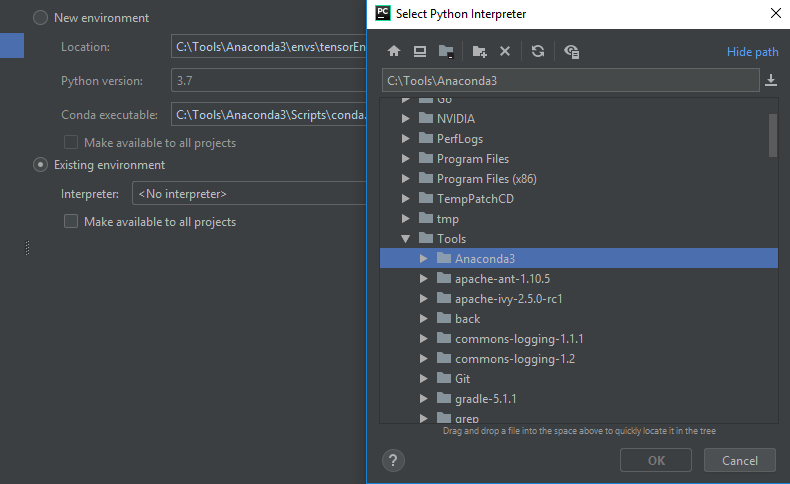 New environment
Location: C:\Tools\Anaconda3\envs\tensorEn
Python version: 3.7
Conda executable: C:\Tools\Anaconda3\Scripts\conda.
Make available to all projects
Existing environment
Interpreter: <No interpreter>
Make available to all projects
PC Select Python Interpreter
Hide path
C:\Tools\Anaconda3
Go
NVIDIA
PerfLogs
Program Files
Program Files (x86)
TempPatchCD
tmp
Tools
Anaconda3
apache-ant-1.10.5
apache-ivy-2.5.0-rc1
back
commons-logging-1.1.1
commons-logging-1.2
Git
gradle-5.1.1
grep
Drag and drop a file into the space above to quickly locate it in the tree
? OK Cancel